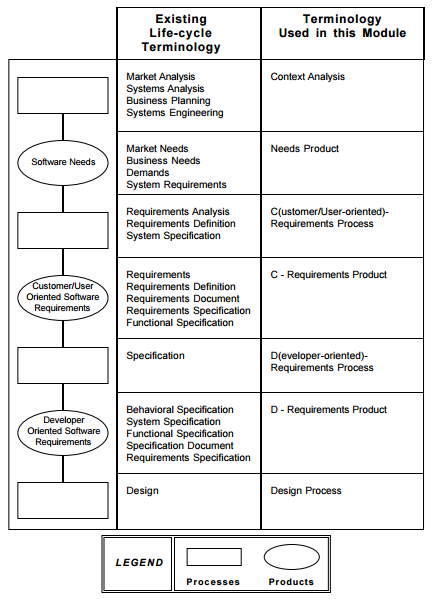 Existing
Life-cycle
Terminology
Terminology
Used in this Module
Market Analysis
Systems Analysis
Business Planning
Systems Engineering
Context Analysis
Software Needs
Market Needs
Business Needs
Demands
System Requirements
Needs Product
Requirements Analysis
Requirements Definition
System Specification
C(ustomer/User-oriented)-
Requirements Process
Customer/User
Oriented Software
Requirements
Requirements
Requirements Definition
Requirements Document
Requirements Specification
Functional Specification
C - Requirements Product
Specification
D(eveloper-oriented)-
Requirements Process
Developer
Oriented Software
Requirements
Behavioral Specification
System Specification
Functional Specification
Specification Document
Requirements Specification
D - Requirements Product
Design
Design Process
LEGEND
Processes
Products